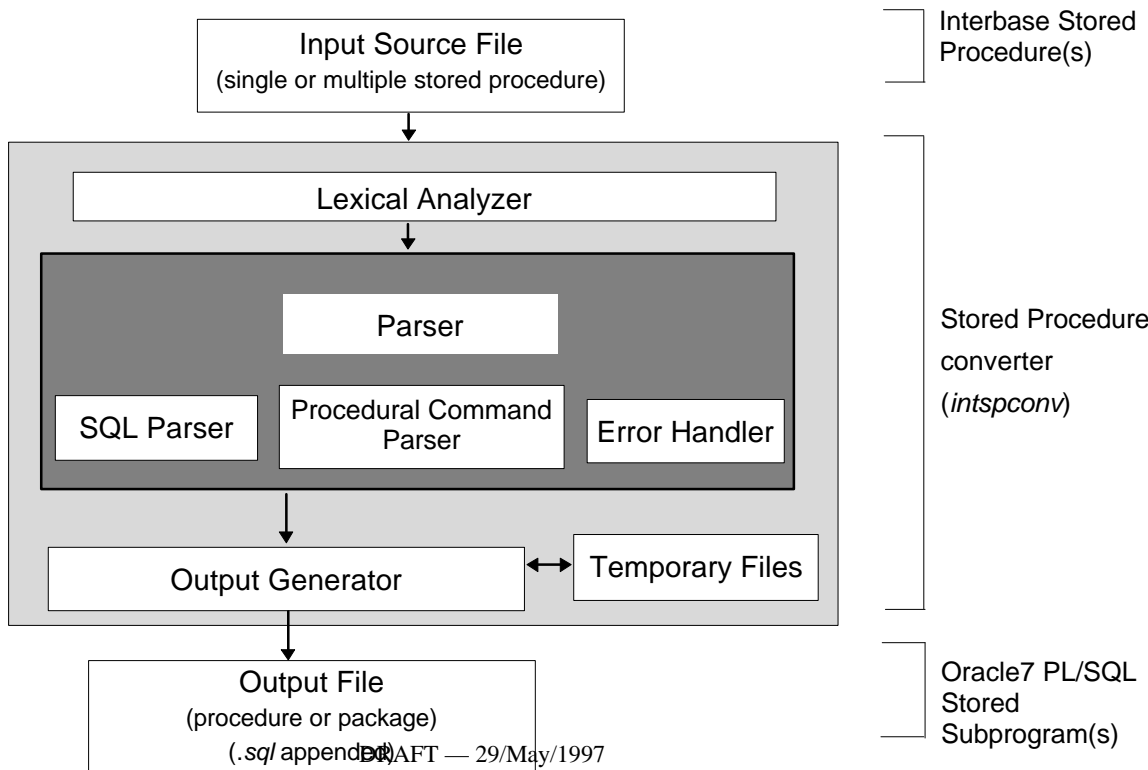 Input Source File
(single or multiple stored procedure)
Interbase Stored
Procedure(s)
Lexical Analyzer
Parser
SQL Parser
Procedural Command
Parser
Error Handler
Stored Procedure
converter
(intspconv)
Output Generator
Temporary Files
Output File
(procedure or package)
(.sql appended)
DRAFT — 29/May/1997
Oracle7 PL/SQL
Stored
Subprogram(s)